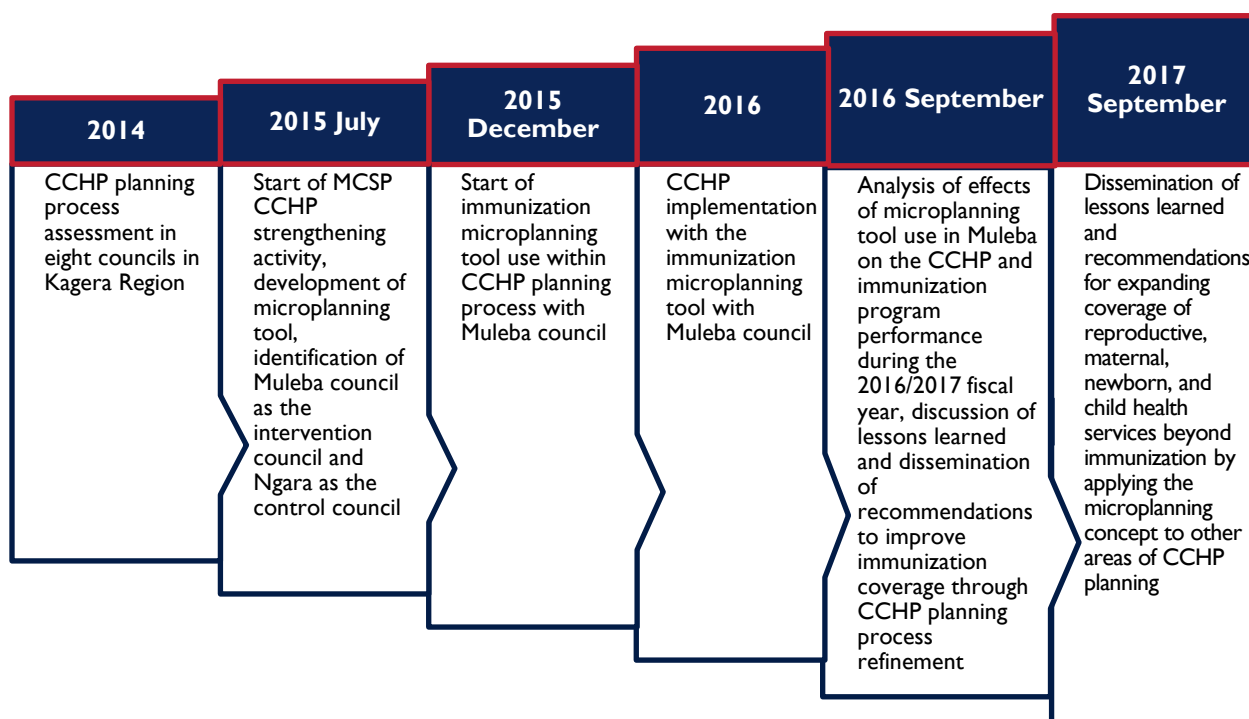 2014
CCHP planning
process
assessment in
eight councils in
Kagera Region
2015 July
Start of MCSP
CCHP
strengthening
activity,
development of
microplanning
tool,
identification of
Muleba council
as the
intervention
council and
Ngara as the
control council
2015
December
Start of
immunization
microplanning
tool use within
CCHP planning
process with
Muleba council
2016
CCHP
implementation
with the
immunization
microplanning
tool with
Muleba council
2016 September
Analysis of effects
of microplanning
tool use in Muleba
on the CCHP and
immunization
program
performance
during the
2016/2017 fiscal
year, discussion of
lessons learned
and dissemination
of
recommendations
to improve
immunization
coverage through
CCHP planning
process
refinement
2017
September
Dissemination of
lessons learned
and
recommendations
for expanding
coverage of
reproductive,
maternal,
newborn, and
child health
services beyond
immunization by
applying the
microplanning
concept to other
areas of CCHP
planning